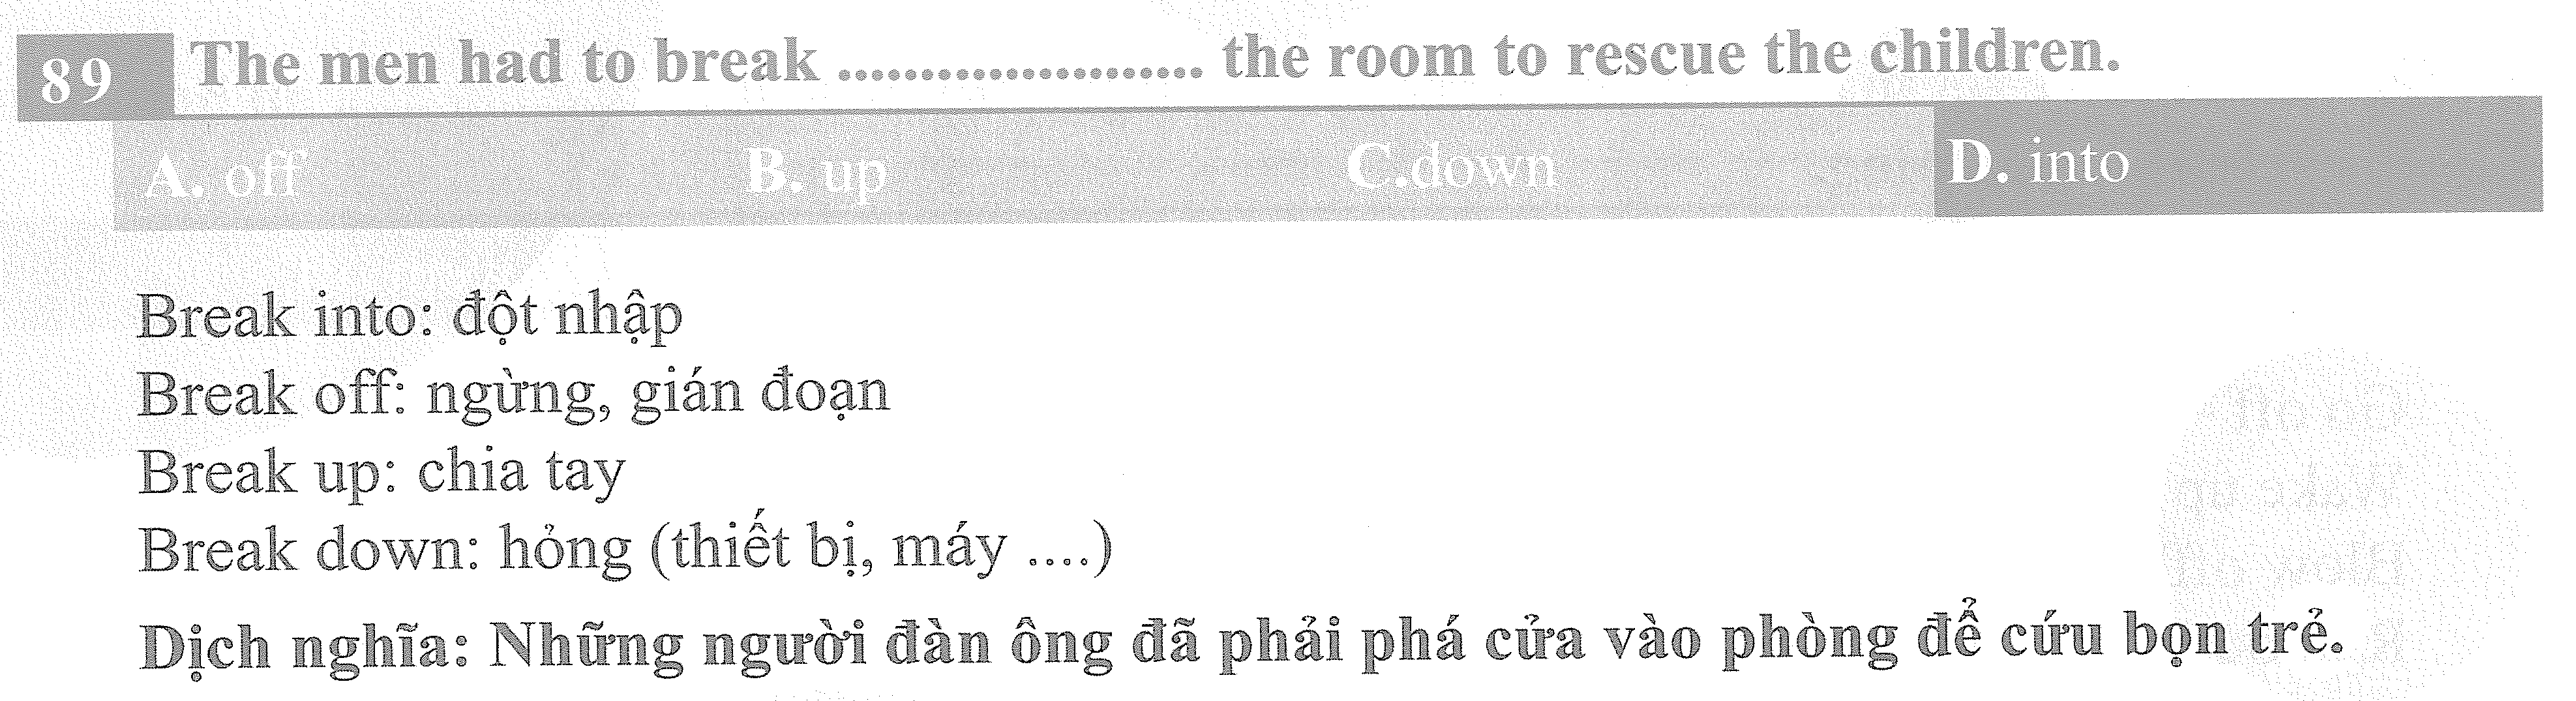 89 The men had to break ...................... the room to rescue the children.
A. off B. up C.down D. into
Break into: đột nhập
Break off: ngừng, gián đoạn
Break up: chia tay
Break down: hỏng (thiết bị, máy ....)
Dịch nghĩa: Những người đàn ông đã phải phá cửa vào phòng để cứu bọn trẻ.